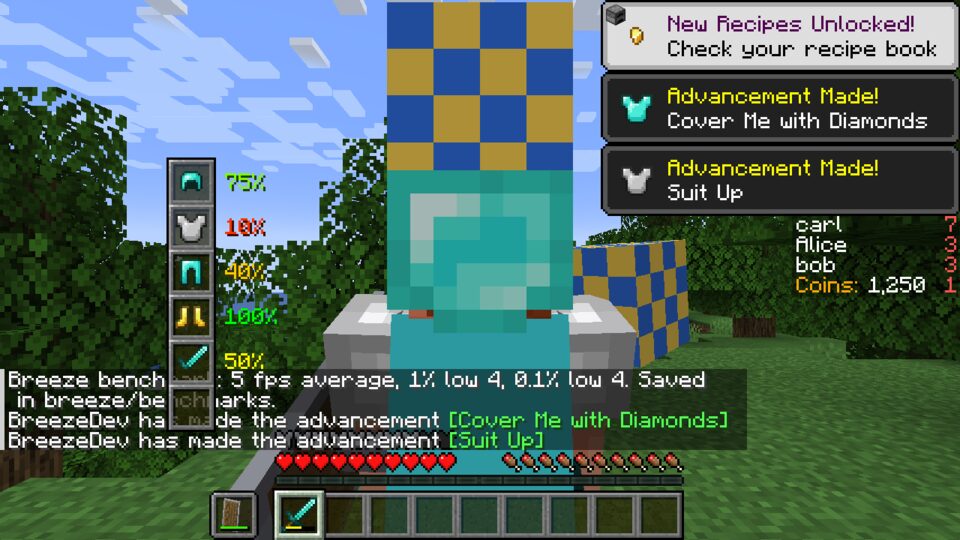 New Recipes Unlocked!
Check your recipe book
Advancement Made!
Cover Me with Diamonds
Advancement Made!
Suit Up
75%
10%
40%
100%
50%
carl 7
Alice 3
bob 3
Coins: 1,250 1
Breeze bench : 5 fps average, 1% low 4, 0.1% low 4. Saved
in breeze/benchmarks.
BreezeDev has made the advancement [Cover Me with Diamonds]
BreezeDev has made the advancement [Suit Up]